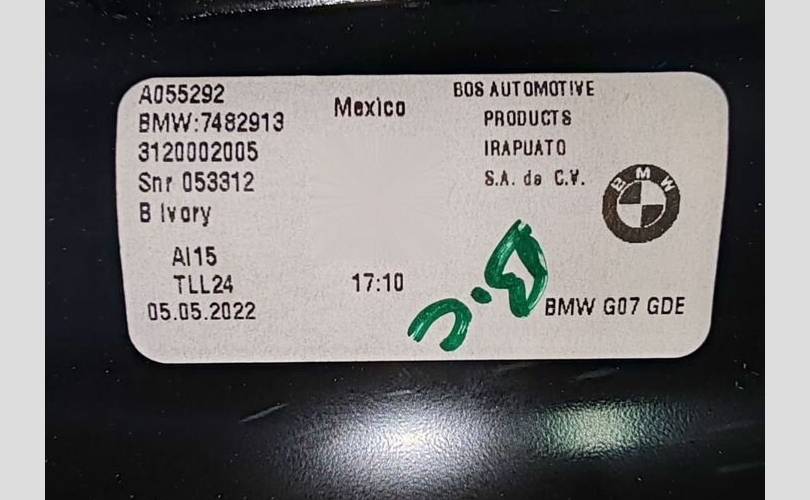 A055292
BMW:7482913
3120002005
Snr 053312
B Ivory
AI15
TLL24
05.05.2022
Mexico
17:10
BOS AUTOMOTIVE
PRODUCTS
IRAPUATO
S.A. de C.V.
BMW
BMW G07 GDE